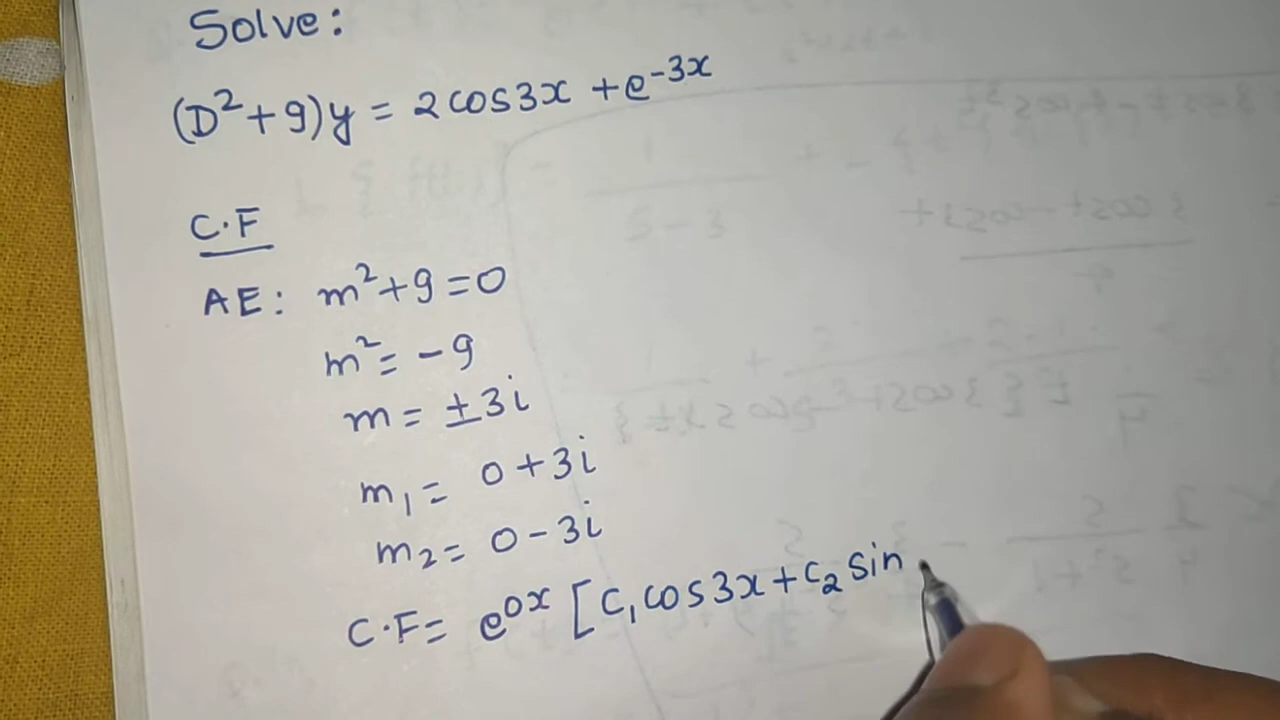 Solve:
(D²+9)y = 2cos3x +e⁻³ˣ
C.F
AE: m²+9=0
m²= -9
m = ±3i
m₁= 0+3i
m₂= 0-3i
C.F= e⁰ˣ [C₁cos3x+C₂sin